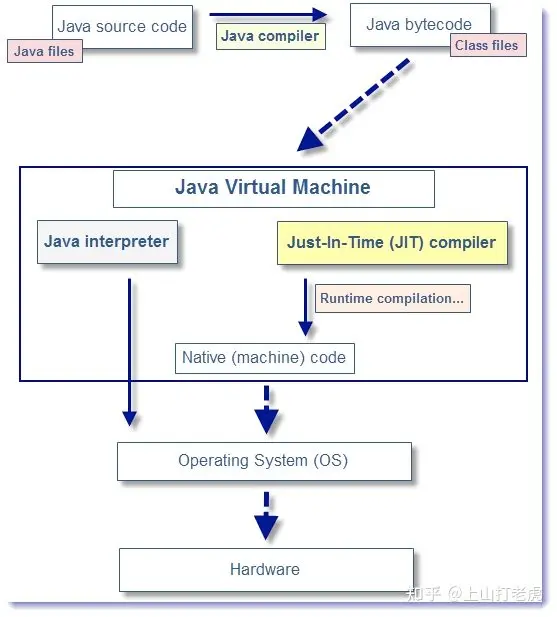 Java source code
Java files
Java compiler
Java bytecode
Class files
Java Virtual Machine
Java interpreter
Just-In-Time (JIT) compiler
Runtime compilation...
Native (machine) code
Operating System (OS)
Hardware
知乎 @上山打老虎